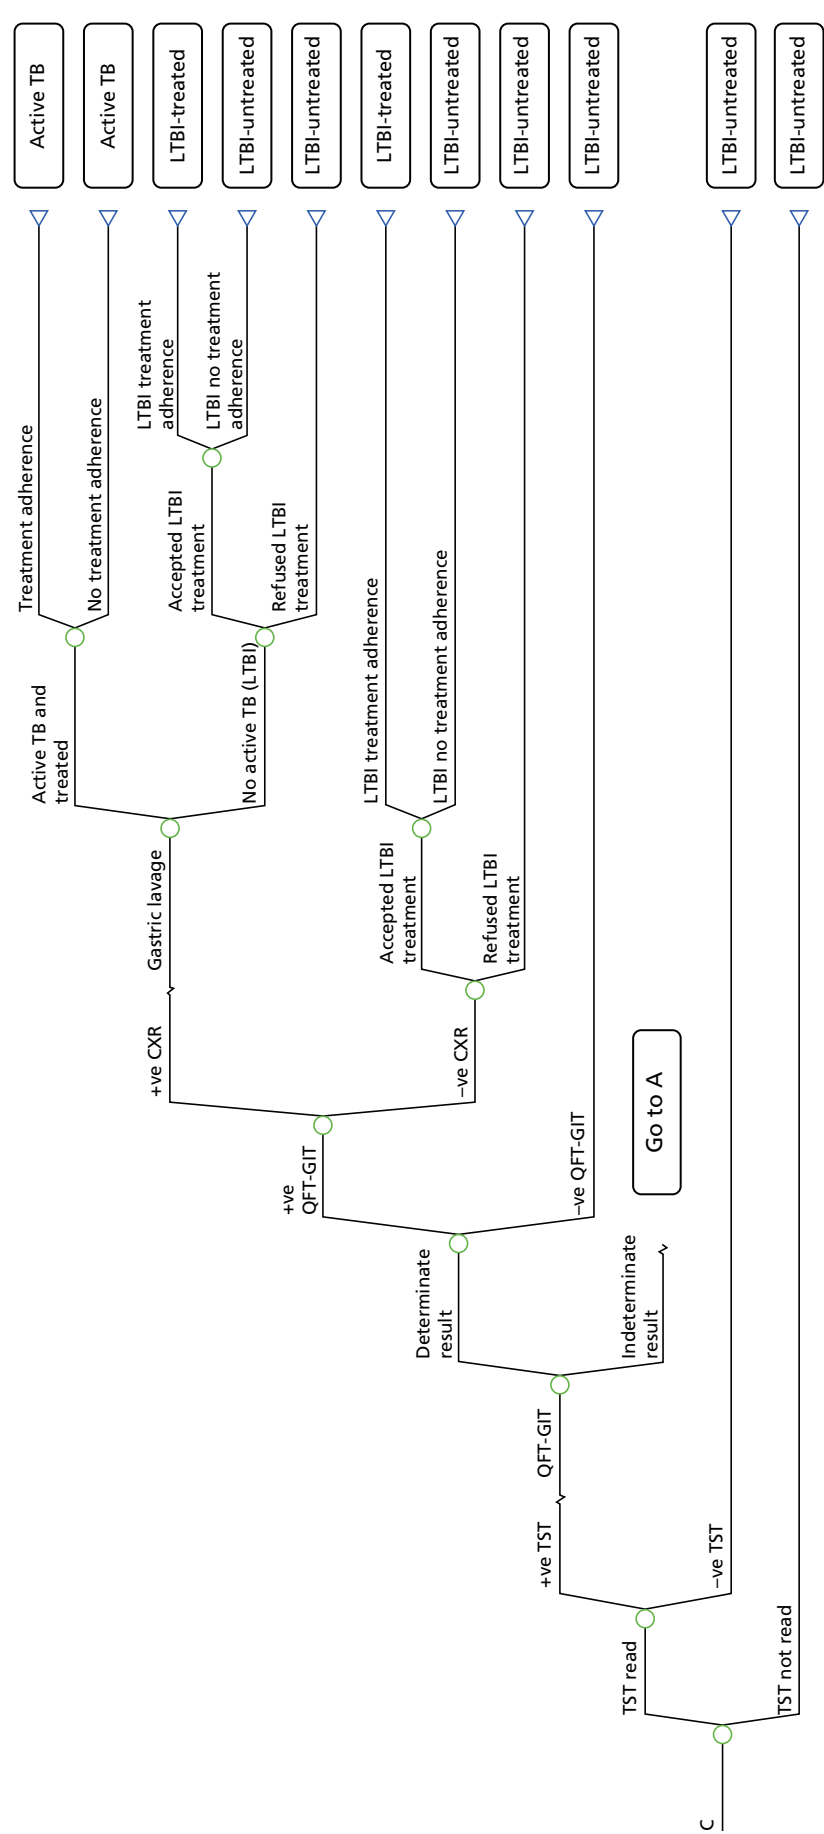 C
TST read
TST not read
+ve TST
–ve TST
QFT-GIT
Determinate
result
Indeterminate
result
Go to A
+ve
QFT-GIT
–ve QFT-GIT
+ve CXR
–ve CXR
Gastric lavage
Accepted LTBI
treatment
Refused LTBI
treatment
Active TB and
treated
No active TB (LTBI)
LTBI treatment adherence
LTBI no treatment adherence
Treatment adherence
No treatment adherence
Accepted LTBI
treatment
Refused LTBI
treatment
LTBI treatment
adherence
LTBI no treatment
adherence
Active TB
Active TB
LTBI-treated
LTBI-untreated
LTBI-untreated
LTBI-treated
LTBI-untreated
LTBI-untreated
LTBI-untreated
LTBI-untreated
LTBI-untreated